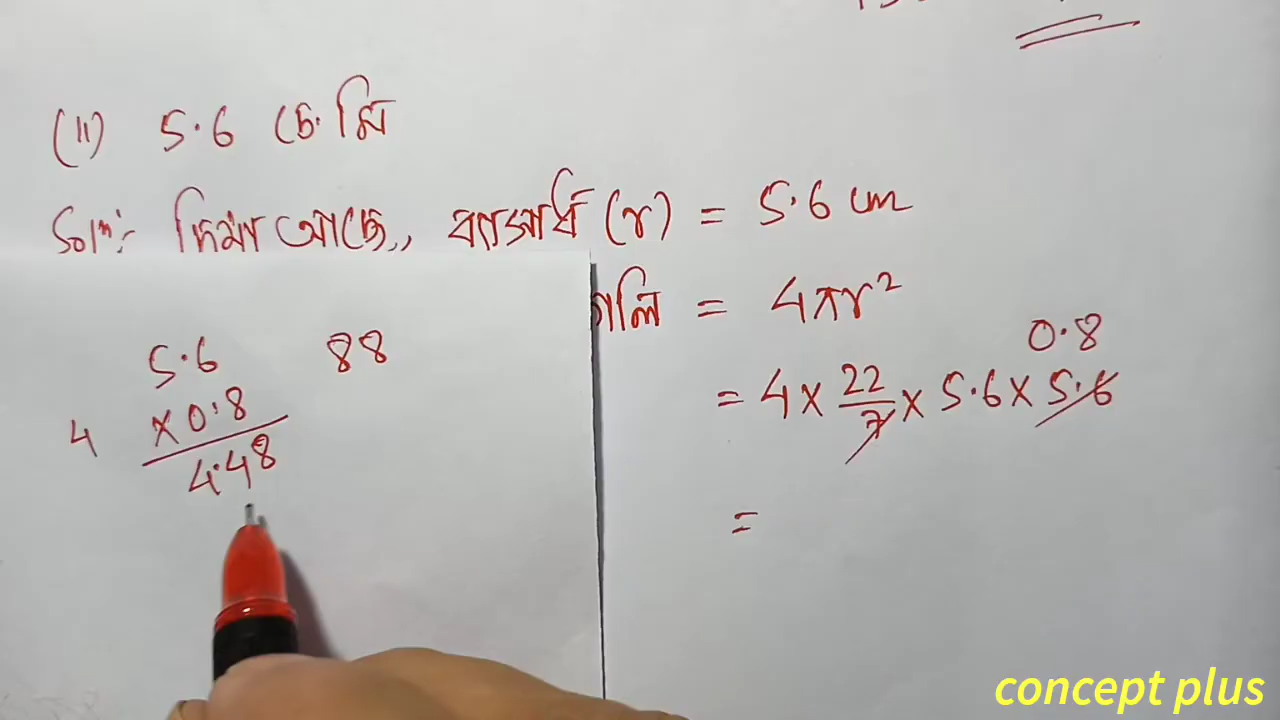 (ii) 5.6 চে.মি
দিয়া আছে, ব্যাসার্ধ (r) = 5.6 cm
গলি = 4πr²
0.8
= 4 × 22/7 × 5.6 × 5.6
=
5.6 88
4 × 0.8
4.48
concept plus